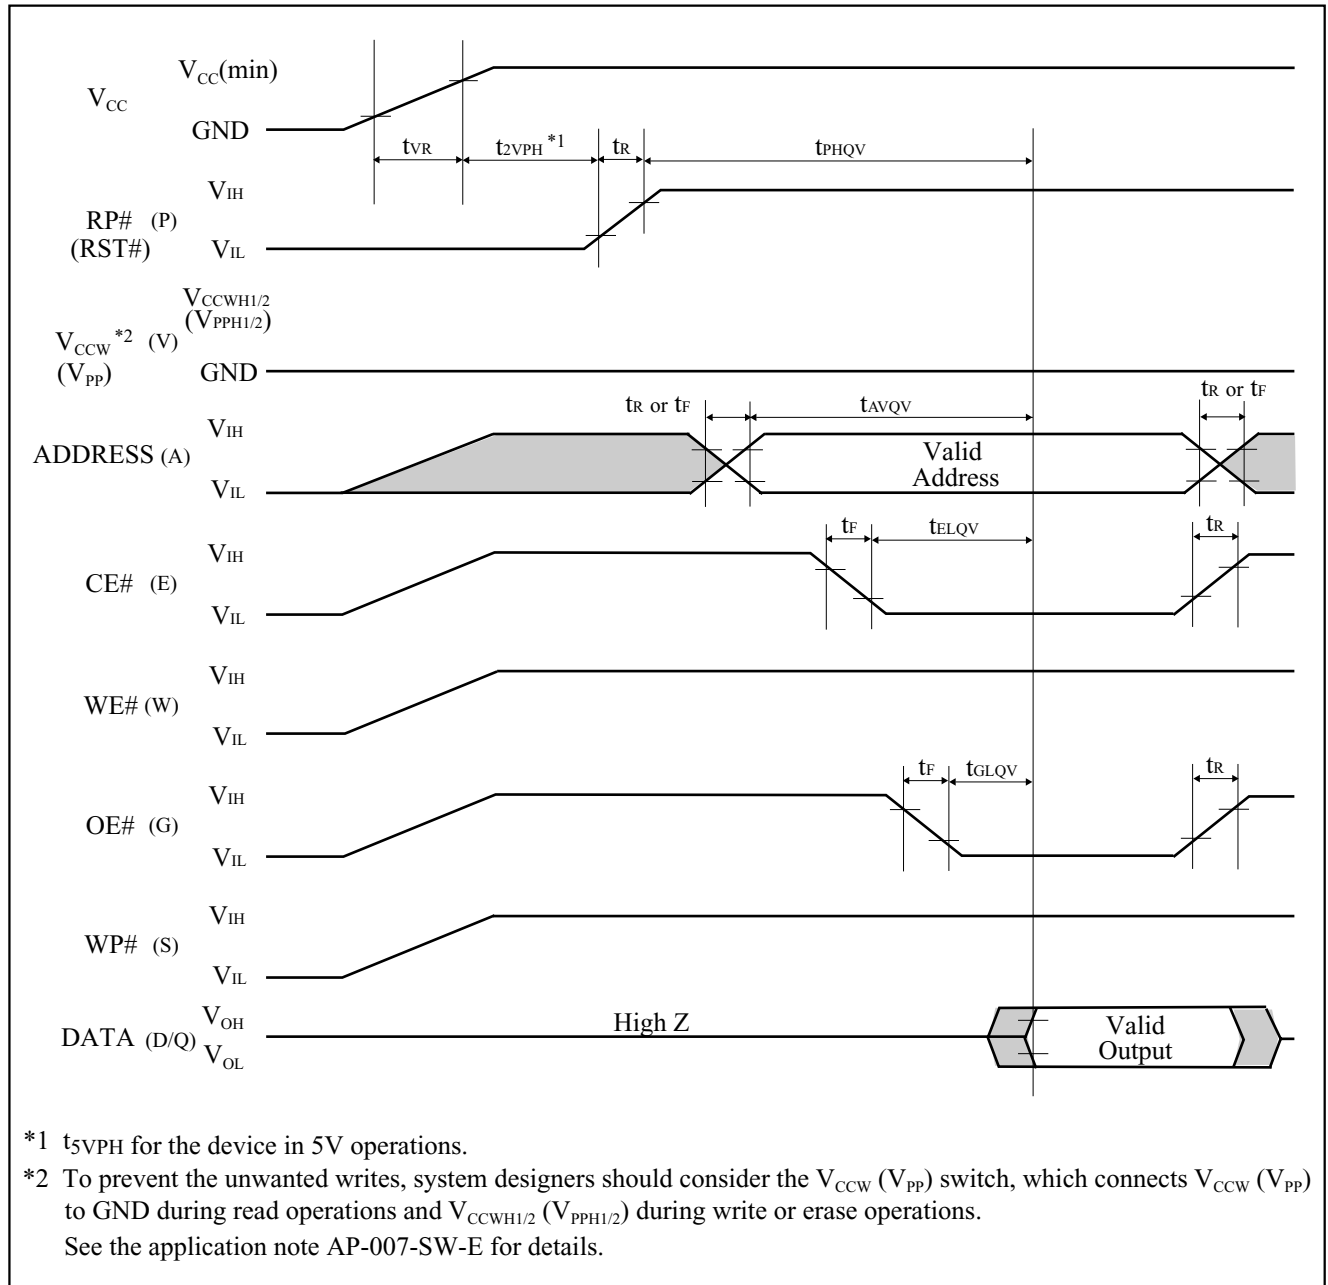 VCC(min)
VCC
GND
tVR
t2VPH *1
tR
tPHQV
VIH
RP# (P)
(RST#)
VIL
VCCWH1/2
(VPPH1/2)
VCCW *2 (V)
(VPP)
GND
tR or tF
tAVQV
tR or tF
VIH
ADDRESS (A)
Valid
Address
VIL
tF
tELQV
tR
VIH
CE# (E)
VIL
VIH
WE# (W)
VIL
tF
tGLQV
tR
VIH
OE# (G)
VIL
VIH
WP# (S)
VIL
VOH
DATA (D/Q)
VOL
High Z
Valid
Output
*1 t5VPH for the device in 5V operations.
*2 To prevent the unwanted writes, system designers should consider the VCCW (VPP) switch, which connects VCCW (VPP)
to GND during read operations and VCCWH1/2 (VPPH1/2) during write or erase operations.
See the application note AP-007-SW-E for details.